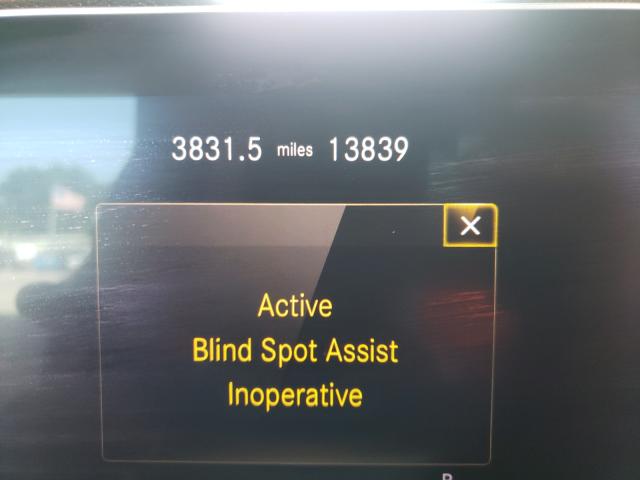 3831.5 miles 13839
X
Active
Blind Spot Assist
Inoperative